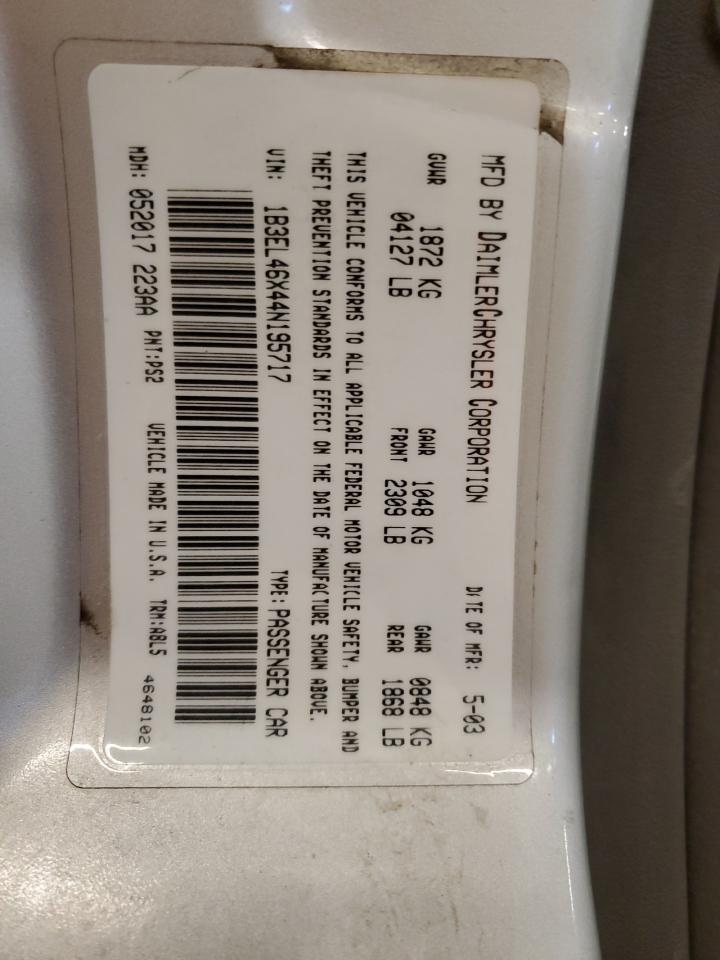 MFD BY DAIMLERCHRYSLER CORPORATION DATE OF MFR: 5-03
GVWR 1872 KG GAWR 1048 KG GAWR 0848 KG
04127 LB FRONT 2309 LB REAR 1868 LB
THIS VEHICLE CONFORMS TO ALL APPLICABLE FEDERAL MOTOR VEHICLE SAFETY, BUMPER AND
THEFT PREVENTION STANDARDS IN EFFECT ON THE DATE OF MANUFACTURE SHOWN ABOVE.
VIN: 1B3EL46X44N195717 TYPE: PASSENGER CAR
MDH: 052017 223AA PNT:PS2 VEHICLE MADE IN U.S.A. TRM:ABL5 4648102